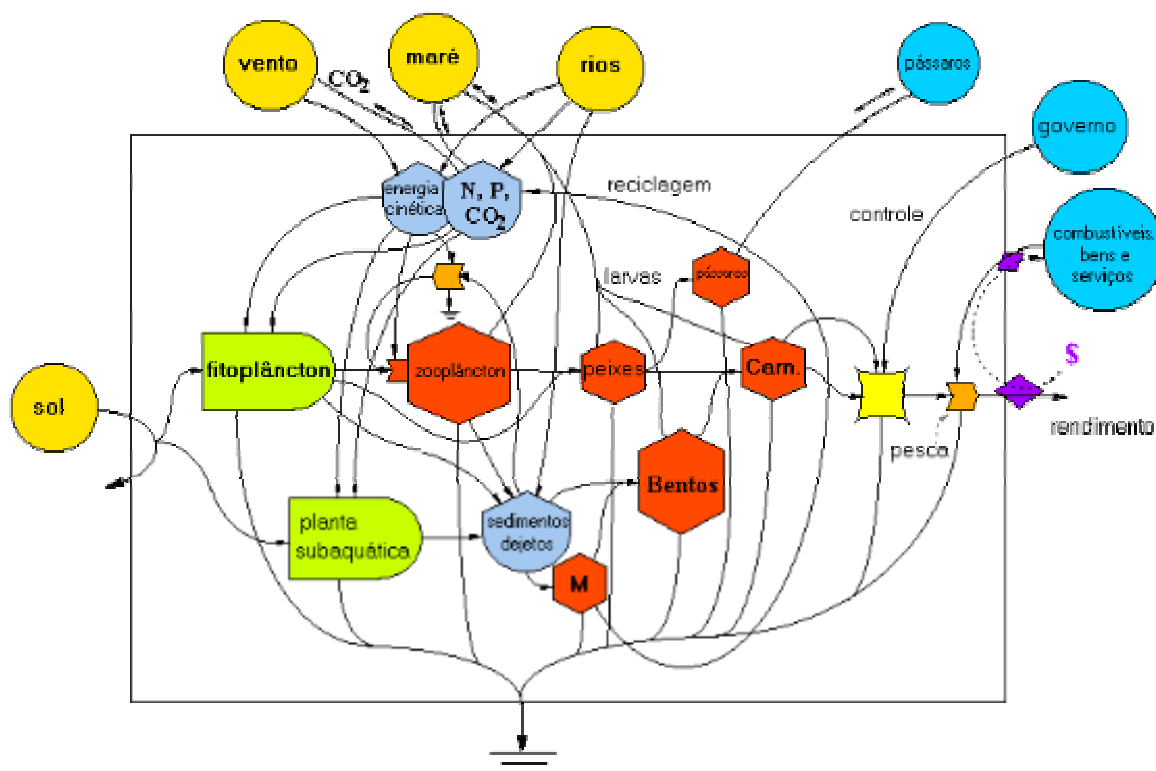 vento
CO₂
maré
rios
pássaros
governo
energia
cinética
N, P,
CO₂
reciclagem
controle
combustíveis,
bens e
serviços
larvas
pássaros
fitoplâncton
zooplâncton
peixes
Carn.
$
sol
rendimento
pesca
Bentos
planta
subaquática
sedimentos
dejetos
M